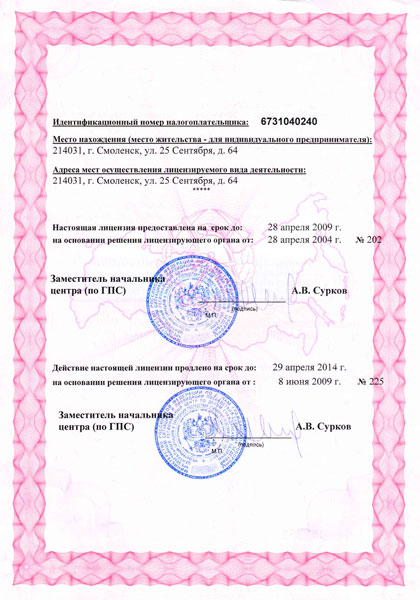 Идентификационный номер налогоплательщика: 6731040240
Место нахождения (место жительства - для индивидуального предпринимателя):
214031, г. Смоленск, ул. 25 Сентября, д. 64
Адреса мест осуществления лицензируемого вида деятельности:
214031, г. Смоленск, ул. 25 Сентября, д. 64
*****
Настоящая лицензия предоставлена на срок до: 28 апреля 2009 г.
на основании решения лицензирующего органа от: 28 апреля 2004 г. № 202
Заместитель начальника
центра (по ГПС) А.В. Сурков
(подпись)
М.П.
Действие настоящей лицензии продлено на срок до: 29 апреля 2014 г.
на основании решения лицензирующего органа от : 8 июня 2009 г. № 225
Заместитель начальника
центра (по ГПС) А.В. Сурков
(подпись)
М.П.